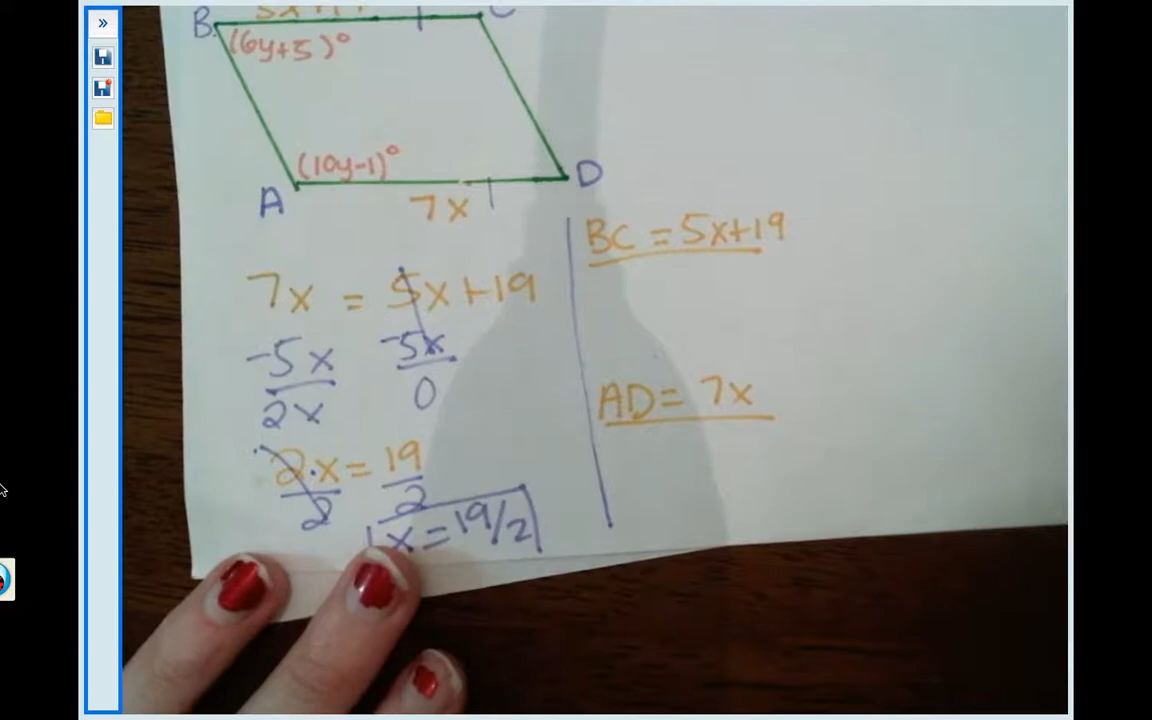 B
(6y+5)°
(10y-1)°
A
D
7x
BC = 5x+19
7x = 5x+19
-5x -5x
2x 0
AD = 7x
2·x = 19
2 2
x = 19/2